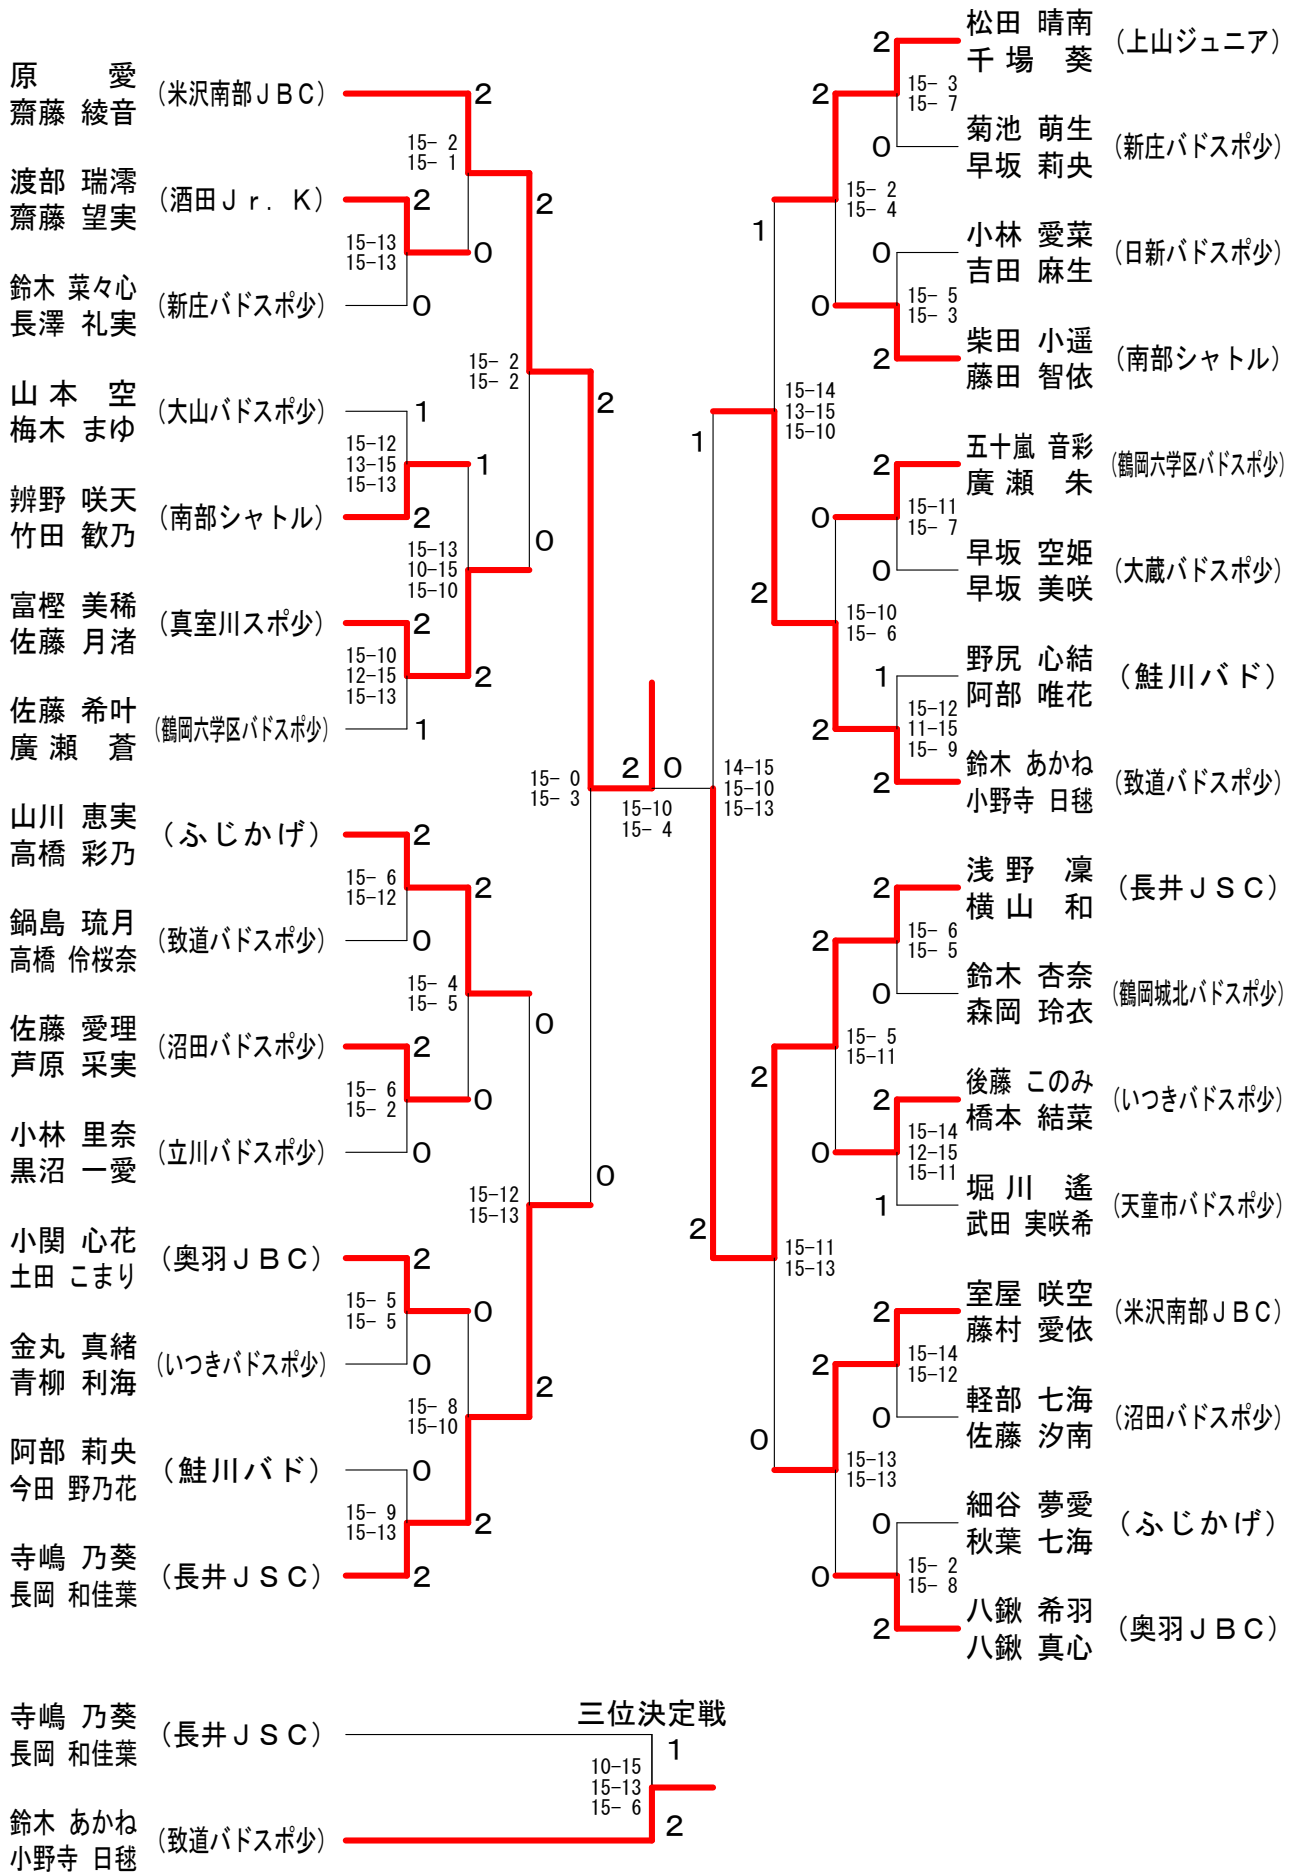 原 愛
齋藤 綾音
(米沢南部ＪＢＣ)
2
15- 2
15- 1
渡部 瑞澪
齋藤 望実
(酒田Ｊｒ．Ｋ)
2
15-13
15-13
0
2
鈴木 菜々心
長澤 礼実
(新庄バドスポ少)
0
15- 2
15- 2
2
山本 空
梅木 まゆ
(大山バドスポ少)
1
15-12
13-15
15-13
1
辨野 咲天
竹田 歓乃
(南部シャトル)
2
15-13
10-15
15-10
0
富樫 美稀
佐藤 月渚
(真室川スポ少)
2
15-10
12-15
15-13
2
佐藤 希叶
廣瀬 蒼
(鶴岡六学区バドスポ少)
1
15- 0
15- 3
2
0
15-10
15- 4
山川 恵実
高橋 彩乃
(ふじかげ)
2
15- 6
15-12
2
鍋島 琉月
高橋 伶桜奈
(致道バドスポ少)
0
15- 4
15- 5
0
佐藤 愛理
芦原 采実
(沼田バドスポ少)
2
15- 6
15- 2
0
小林 里奈
黒沼 一愛
(立川バドスポ少)
0
15-12
15-13
0
小関 心花
土田 こまり
(奥羽ＪＢＣ)
2
15- 5
15- 5
0
金丸 真緒
青柳 利海
(いつきバドスポ少)
0
15- 8
15-10
2
阿部 莉央
今田 野乃花
(鮭川バド)
0
15- 9
15-13
2
寺嶋 乃葵
長岡 和佳葉
(長井ＪＳＣ)
2
松田 晴南
千場 葵
(上山ジュニア)
2
15- 3
15- 7
2
菊池 萌生
早坂 莉央
(新庄バドスポ少)
0
15- 2
15- 4
1
小林 愛菜
吉田 麻生
(日新バドスポ少)
0
15- 5
15- 3
0
柴田 小遥
藤田 智依
(南部シャトル)
2
15-14
13-15
15-10
1
五十嵐 音彩
廣瀬 朱
(鶴岡六学区バドスポ少)
2
15-11
15- 7
0
早坂 空姫
早坂 美咲
(大蔵バドスポ少)
0
15-10
15- 6
2
野尻 心結
阿部 唯花
(鮭川バド)
1
15-12
11-15
15- 9
2
鈴木 あかね
小野寺 日毬
(致道バドスポ少)
2
14-15
15-10
15-13
浅野 凜
横山 和
(長井ＪＳＣ)
2
15- 6
15- 5
2
鈴木 杏奈
森岡 玲衣
(鶴岡城北バドスポ少)
0
15- 5
15-11
2
後藤 このみ
橋本 結菜
(いつきバドスポ少)
2
15-14
12-15
15-11
0
堀川 遙
武田 実咲希
(天童市バドスポ少)
1
15-11
15-13
2
室屋 咲空
藤村 愛依
(米沢南部ＪＢＣ)
2
15-14
15-12
2
軽部 七海
佐藤 汐南
(沼田バドスポ少)
0
15-13
15-13
0
細谷 夢愛
秋葉 七海
(ふじかげ)
0
15- 2
15- 8
0
八鍬 希羽
八鍬 真心
(奥羽ＪＢＣ)
2
三位決定戦
寺嶋 乃葵
長岡 和佳葉
(長井ＪＳＣ)
1
10-15
15-13
15- 6
鈴木 あかね
小野寺 日毬
(致道バドスポ少)
2